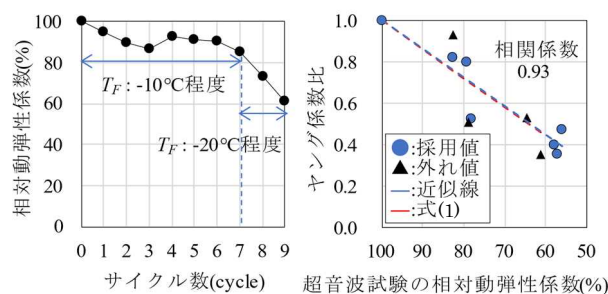 相対動弾性係数(%)
100
80
60
40
20
0
T_F : -10℃程度
T_F : -20℃程度
0 1 2 3 4 5 6 7 8 9
サイクル数(cycle)
ヤング係数比
1.0
0.8
0.6
0.4
0.2
0.0
相関係数
0.93
:採用値
:外れ値
:近似線
:式(1)
100 90 80 70 60 50
超音波試験の相対動弾性係数(%)